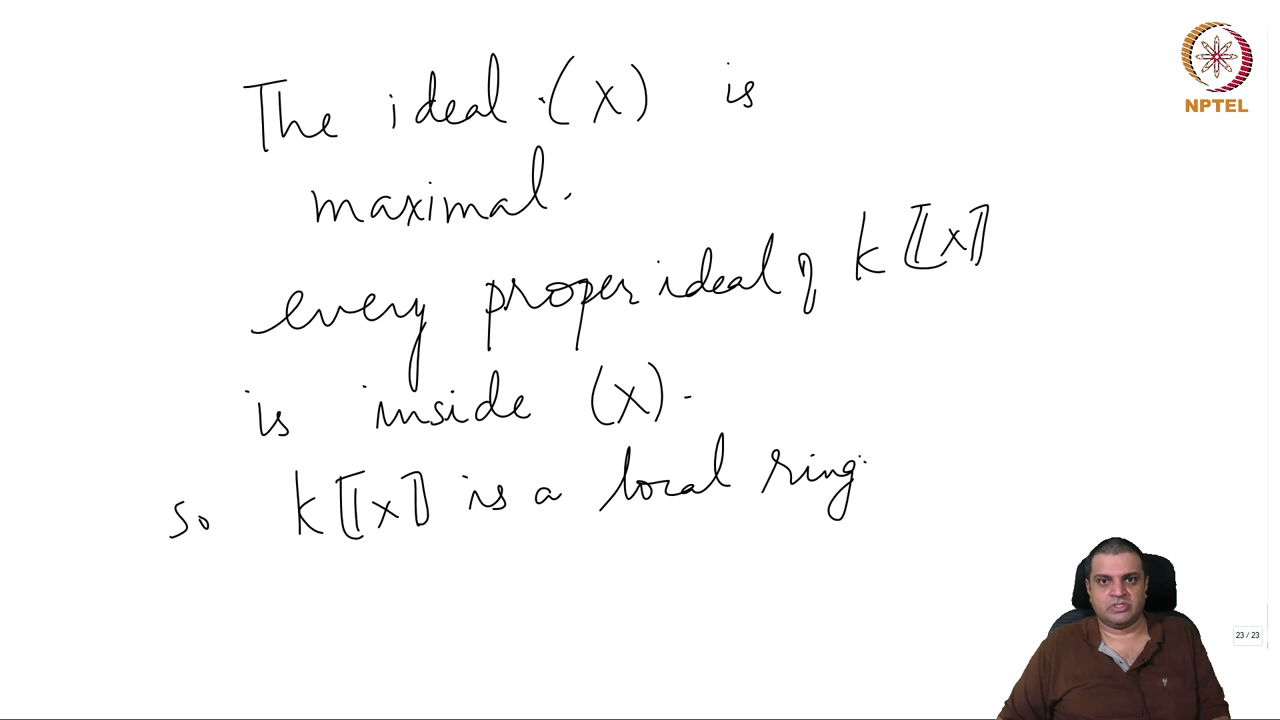 The ideal (X) is
maximal.
every proper ideal of k⟦X⟧
is inside (X).
so k⟦X⟧ is a local ring.
NPTEL
23 / 23